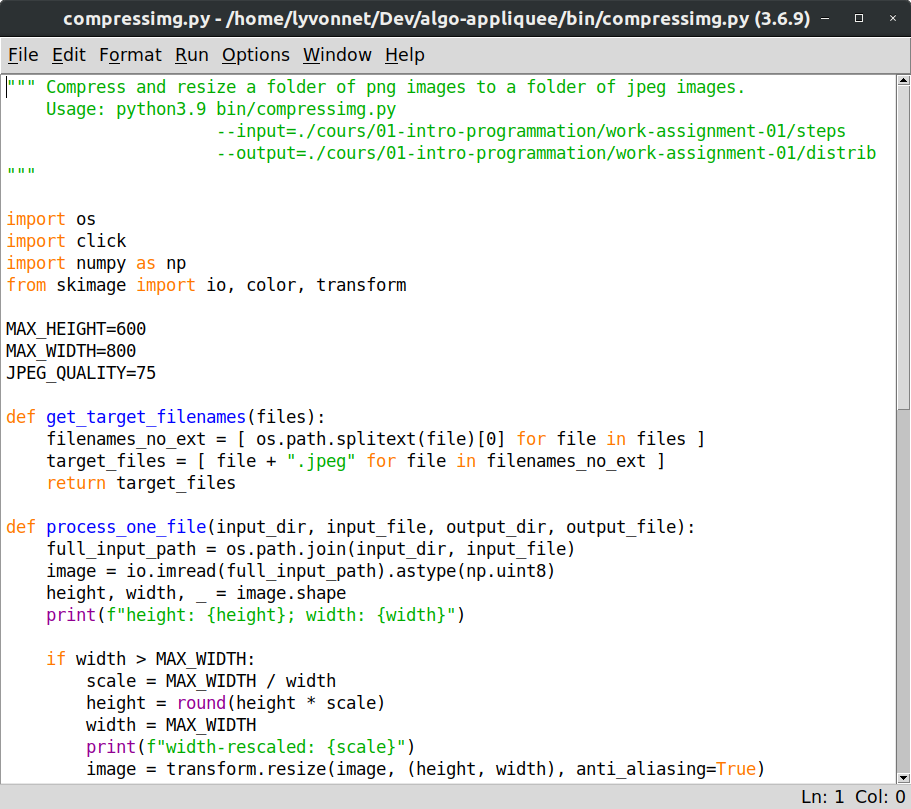 compressimg.py - /home/lyvonnet/Dev/algo-appliquee/bin/compressimg.py (3.6.9)
File Edit Format Run Options Window Help
""" Compress and resize a folder of png images to a folder of jpeg images.
    Usage: python3.9 bin/compressimg.py
                     --input=./cours/01-intro-programmation/work-assignment-01/steps
                     --output=./cours/01-intro-programmation/work-assignment-01/distrib
"""

import os
import click
import numpy as np
from skimage import io, color, transform

MAX_HEIGHT=600
MAX_WIDTH=800
JPEG_QUALITY=75

def get_target_filenames(files):
    filenames_no_ext = [ os.path.splitext(file)[0] for file in files ]
    target_files = [ file + ".jpeg" for file in filenames_no_ext ]
    return target_files

def process_one_file(input_dir, input_file, output_dir, output_file):
    full_input_path = os.path.join(input_dir, input_file)
    image = io.imread(full_input_path).astype(np.uint8)
    height, width, _ = image.shape
    print(f"height: {height}; width: {width}")

    if width > MAX_WIDTH:
        scale = MAX_WIDTH / width
        height = round(height * scale)
        width = MAX_WIDTH
        print(f"width-rescaled: {scale}")
        image = transform.resize(image, (height, width), anti_aliasing=True)
Ln: 1 Col: 0